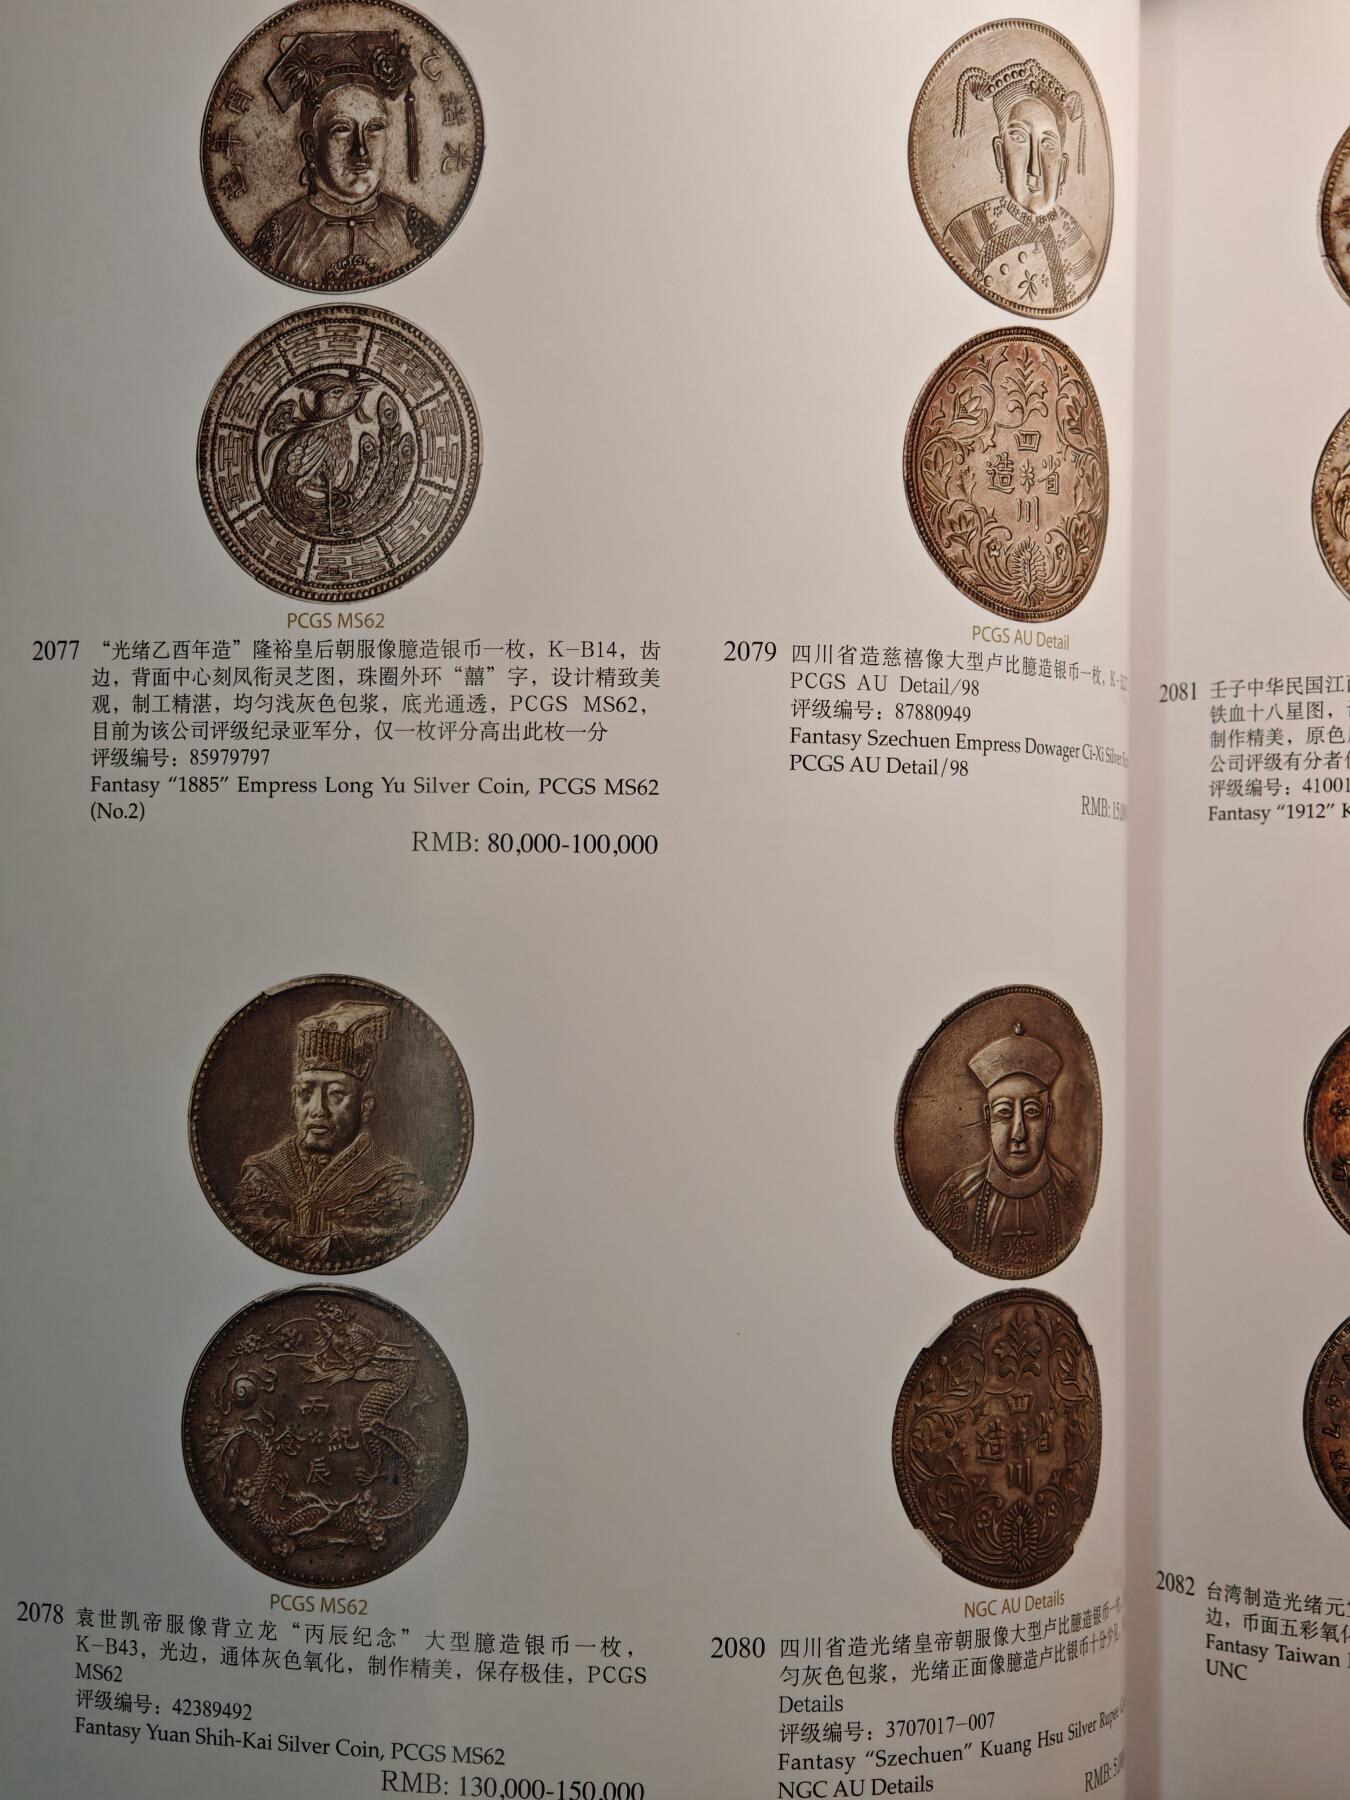 光绪乙
酉年造
PCGS MS62
2077 “光绪乙酉年造”隆裕皇后朝服像臆造银币一枚，K-B14，齿
边，背面中心刻凤衔灵芝图，珠圈外环“囍”字，设计精致美
观，制工精湛，均匀浅灰色包浆，底光通透，PCGS MS62，
目前为该公司评级纪录亚军分，仅一枚评分高出此枚一分
评级编号：85979797
Fantasy “1885” Empress Long Yu Silver Coin, PCGS MS62
(No.2)
RMB: 80,000-100,000
丙辰
紀念
PCGS MS62
2078 袁世凯帝服像背立龙“丙辰纪念”大型臆造银币一枚，
K-B43，光边，通体灰色氧化，制作精美，保存极佳，PCGS
MS62
评级编号：42389492
Fantasy Yuan Shih-Kai Silver Coin, PCGS MS62
RMB: 130,000-150,000
四川
省造
PCGS AU Detail
2079 四川省造慈禧像大型卢比臆造银币一枚，
PCGS AU Detail/98
评级编号：87880949
Fantasy Szechuen Empress Dowager Ci-Xi Silver
PCGS AU Detail/98
RMB:
四川
省造
NGC AU Details
2080 四川省造光绪皇帝朝服像大型卢比臆造银币一枚，
匀灰色包浆，光绪正面像臆造卢比银币十分少见，
Details
评级编号：3707017-007
Fantasy “Szechuen” Kuang Hsu Silver Rupee
NGC AU Details
RMB:
2081 壬子中华民国江
铁血十八星图，
制作精美，原色
公司评级有分者
评级编号：41001
Fantasy “1912”
2082 台湾制造光绪元
边，币面五彩氧化
Fantasy Taiwan
UNC